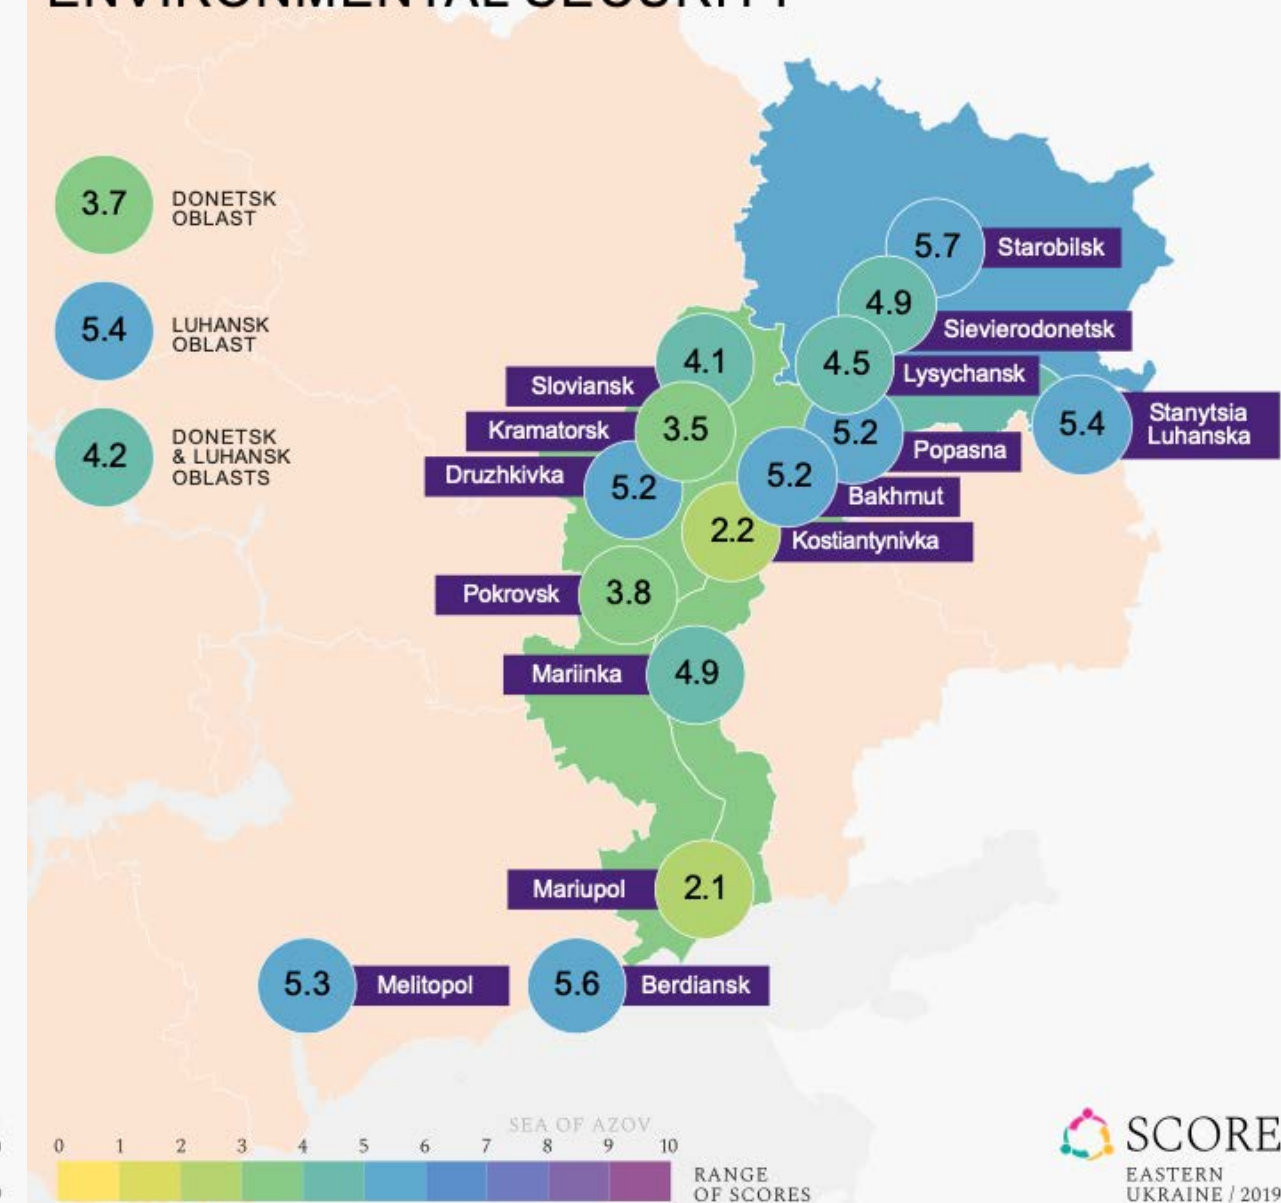 ENVIRONMENTAL SECURITY
3.7
DONETSK
OBLAST
5.4
LUHANSK
OBLAST
4.2
DONETSK
& LUHANSK
OBLASTS
5.7 Starobilsk
4.9
Sievierodonetsk
4.1
Sloviansk
4.5
Lysychansk
5.4
Stanytsia
Luhanska
Kramatorsk 3.5
5.2
Popasna
Druzhkivka
5.2
5.2
Bakhmut
2.2
Kostiantynivka
Pokrovsk 3.8
Mariinka 4.9
Mariupol 2.1
5.3 Melitopol
5.6 Berdiansk
SEA OF AZOV
0 1 2 3 4 5 6 7 8 9 10
RANGE
OF SCORES
SCORE
EASTERN
UKRAINE / 2019